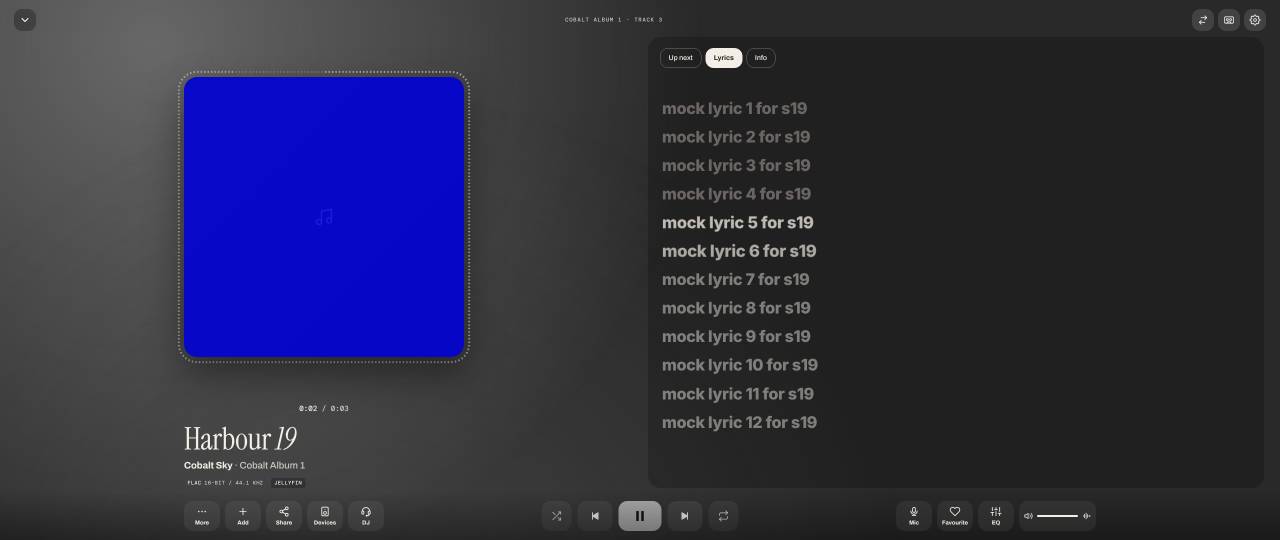 COBALT ALBUM 1 · TRACK 3
Up next
Lyrics
Info
mock lyric 1 for s19
mock lyric 2 for s19
mock lyric 3 for s19
mock lyric 4 for s19
mock lyric 5 for s19
mock lyric 6 for s19
mock lyric 7 for s19
mock lyric 8 for s19
mock lyric 9 for s19
mock lyric 10 for s19
mock lyric 11 for s19
mock lyric 12 for s19
0:02 / 0:03
Harbour 19
Cobalt Sky · Cobalt Album 1
FLAC 16-BIT / 44.1 KHZ JELLYFIN
More
Add
Share
Devices
DJ
Mic
Favourite
EQ